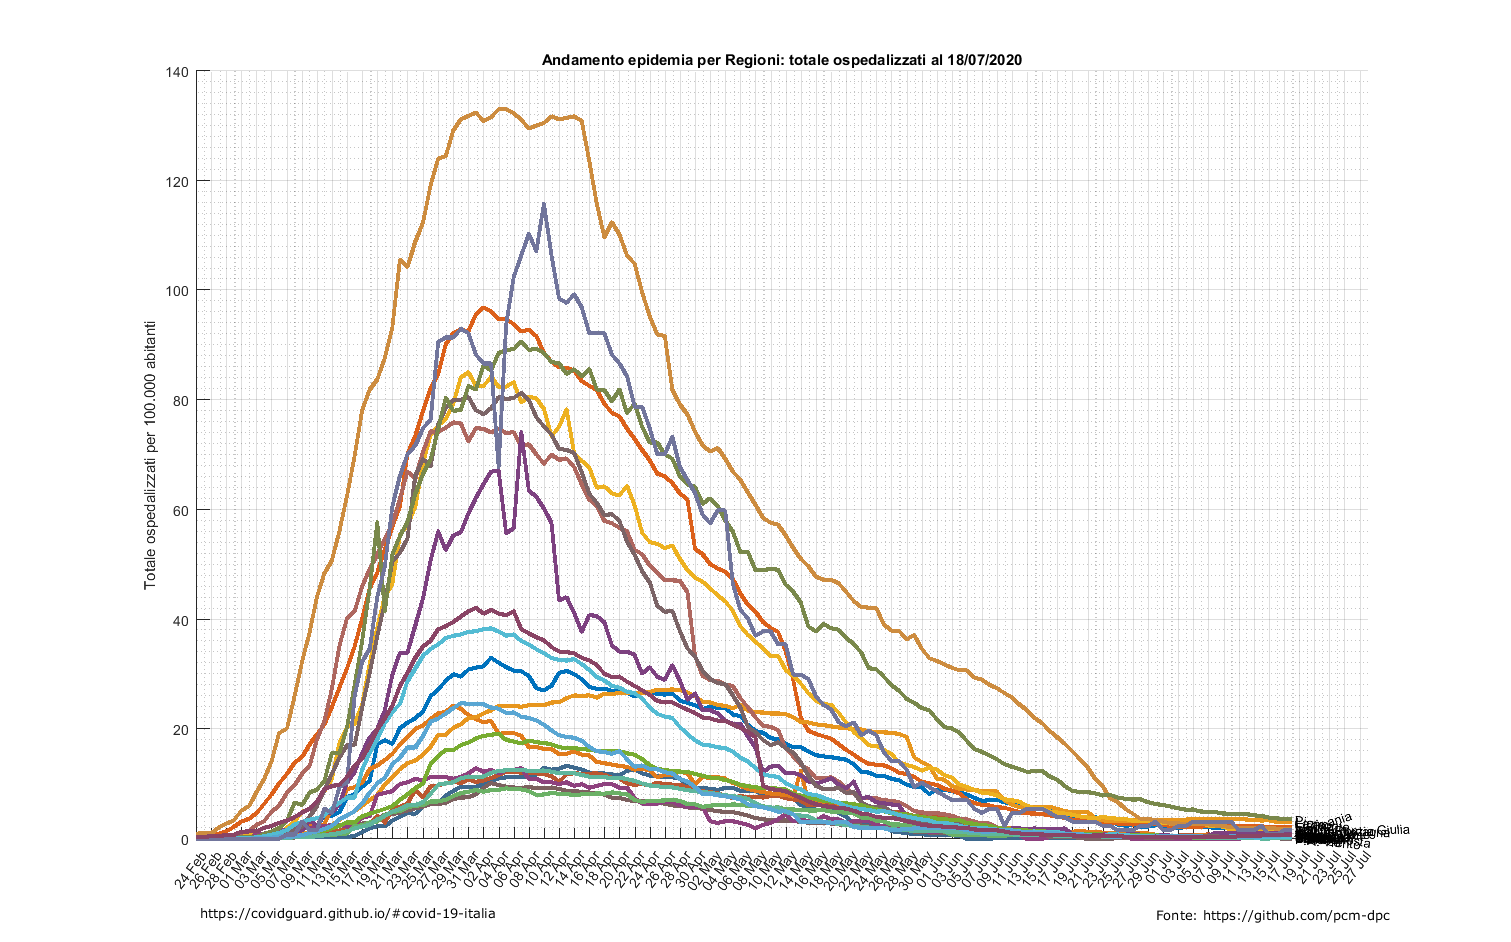 Andamento epidemia per Regioni: totale ospedalizzati al 18/07/2020
140
120
100
80
60
40
20
0
Totale ospedalizzati per 100.000 abitanti
24 Feb
26 Feb
28 Feb
01 Mar
03 Mar
05 Mar
07 Mar
09 Mar
11 Mar
13 Mar
15 Mar
17 Mar
19 Mar
21 Mar
23 Mar
25 Mar
27 Mar
29 Mar
31 Mar
02 Apr
04 Apr
06 Apr
08 Apr
10 Apr
12 Apr
14 Apr
16 Apr
18 Apr
20 Apr
22 Apr
24 Apr
26 Apr
28 Apr
30 Apr
02 May
04 May
06 May
08 May
10 May
12 May
14 May
16 May
18 May
20 May
22 May
24 May
26 May
28 May
30 May
01 Jun
03 Jun
05 Jun
07 Jun
09 Jun
11 Jun
13 Jun
15 Jun
17 Jun
19 Jun
21 Jun
23 Jun
25 Jun
27 Jun
29 Jun
01 Jul
03 Jul
05 Jul
07 Jul
09 Jul
11 Jul
13 Jul
15 Jul
17 Jul
19 Jul
21 Jul
23 Jul
25 Jul
27 Jul
Giulia
https://covidguard.github.io/#covid-19-italia
Fonte: https://github.com/pcm-dpc